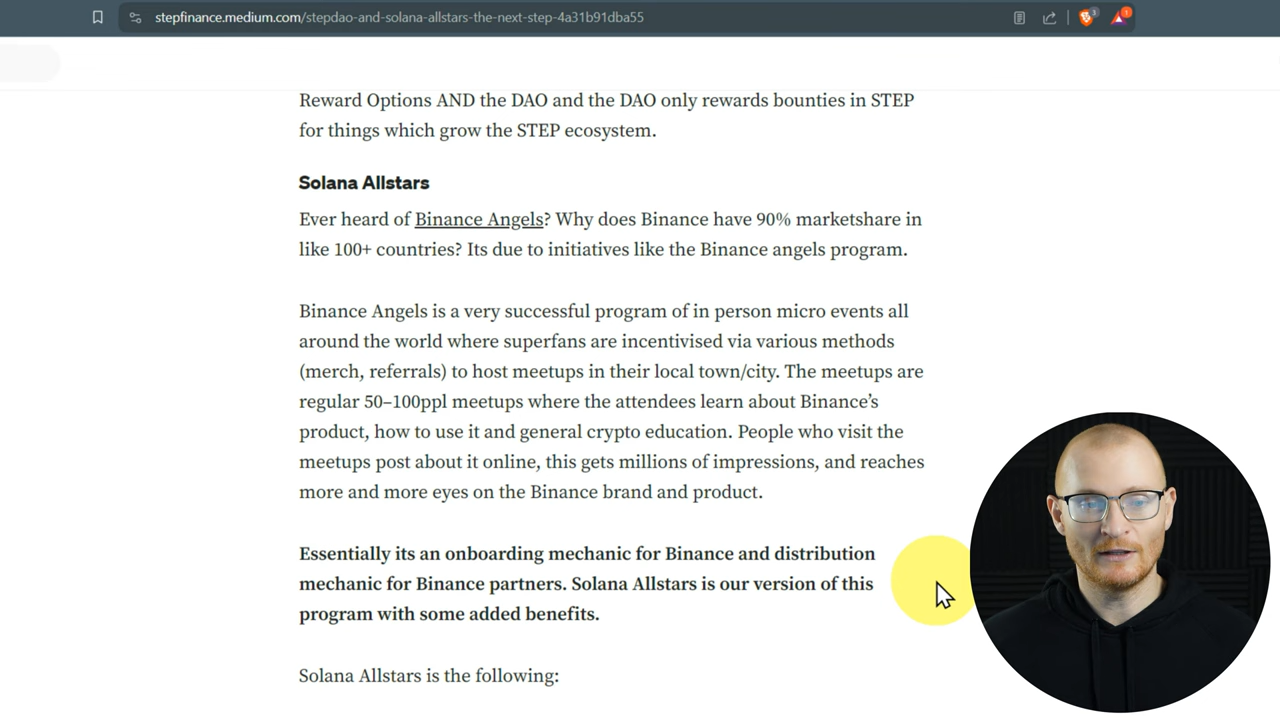 stepfinance.medium.com/stepdao-and-solana-allstars-the-next-step-4a31b91dba55
Reward Options AND the DAO and the DAO only rewards bounties in STEP
for things which grow the STEP ecosystem.
Solana Allstars
Ever heard of Binance Angels? Why does Binance have 90% marketshare in
like 100+ countries? Its due to initiatives like the Binance angels program.
Binance Angels is a very successful program of in person micro events all
around the world where superfans are incentivised via various methods
(merch, referrals) to host meetups in their local town/city. The meetups are
regular 50–100ppl meetups where the attendees learn about Binance’s
product, how to use it and general crypto education. People who visit the
meetups post about it online, this gets millions of impressions, and reaches
more and more eyes on the Binance brand and product.
Essentially its an onboarding mechanic for Binance and distribution
mechanic for Binance partners. Solana Allstars is our version of this
program with some added benefits.
Solana Allstars is the following: